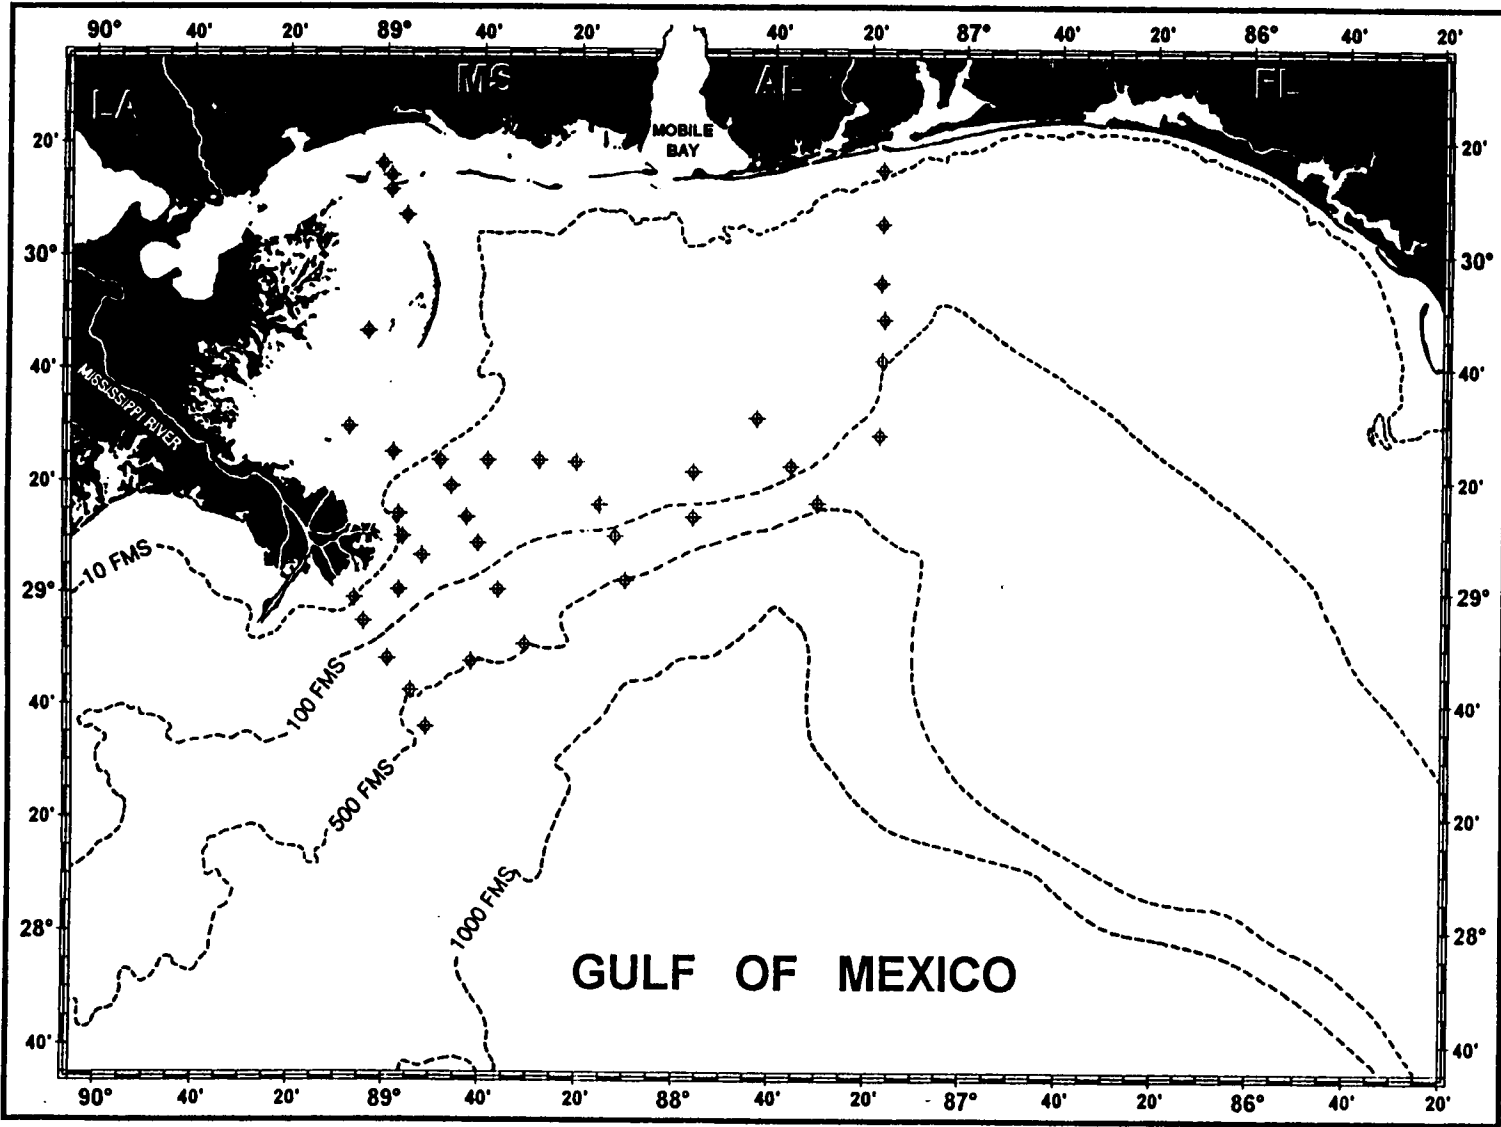 90° 40' 20' 89° 40' 20' 88° 40' 20' 87° 40' 20' 86° 40' 20'
LA MS AL FL
MOBILE
BAY
20' 20'
30° 30°
40' 40'
MISSISSIPPI RIVER
20' 20'
10 FMS
29° 29°
100 FMS
40' 40'
500 FMS
20' 20'
1000 FMS
28° 28°
GULF OF MEXICO
40' 40'
90° 40' 20' 89° 40' 20' 88° 40' 20' 87° 40' 20' 86° 40' 20'